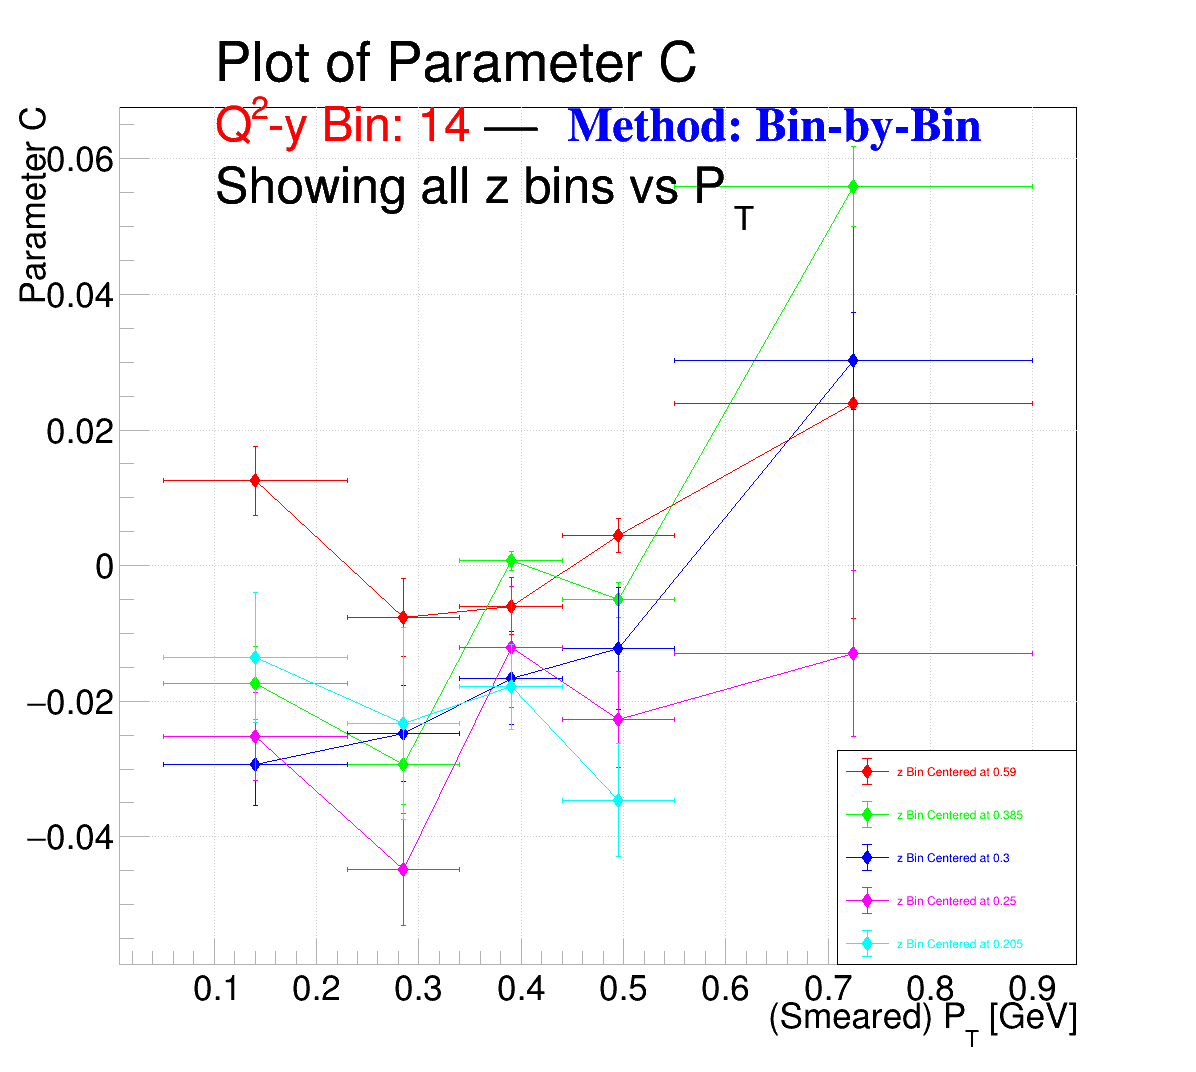 Plot of Parameter C
Q²-y Bin: 14 — Method: Bin-by-Bin
Showing all z bins vs P_T
Parameter C
0.06
0.04
0.02
0
−0.02
−0.04
z Bin Centered at 0.59
z Bin Centered at 0.385
z Bin Centered at 0.3
z Bin Centered at 0.25
z Bin Centered at 0.205
0.1 0.2 0.3 0.4 0.5 0.6 0.7 0.8 0.9
(Smeared) P_T [GeV]